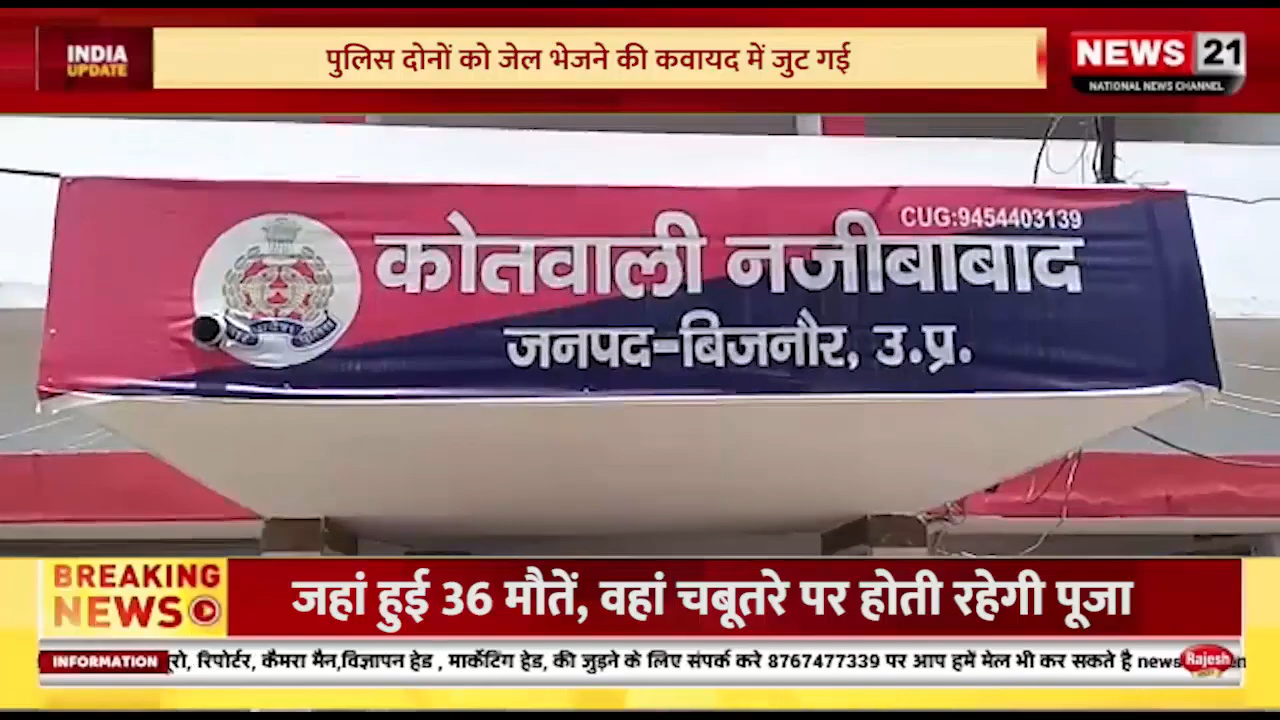 INDIA
UPDATE
पुलिस दोनों को जेल भेजने की कवायद में जुट गई
NEWS 21
NATIONAL NEWS CHANNEL
CUG:9454403139
कोतवाली नजीबाबाद
जनपद-बिजनौर, उ.प्र.
BREAKING
NEWS
जहां हुई 36 मौतें, वहां चबूतरे पर होती रहेगी पूजा
INFORMATION
रिपोर्टर, कैमरा मैन,विज्ञापन हेड , मार्केटिंग हेड, की जुड़ने के लिए संपर्क करे 8767477339 पर आप हमें मेल भी कर सकते है news
Rajesh